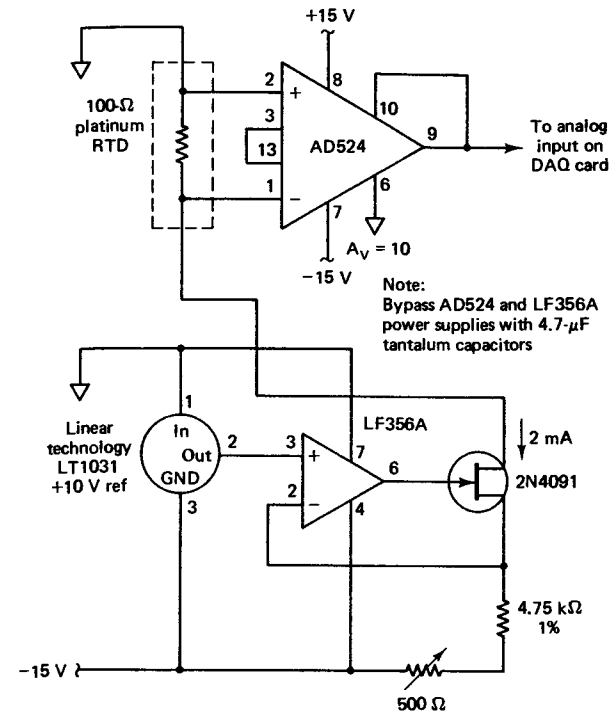 +15 V
8
2
+
100-Ω
platinum
RTD
3
13
AD524
10
9
To analog
input on
DAQ card
1
−
6
7
A_V = 10
−15 V
Note:
Bypass AD524 and LF356A
power supplies with 4.7-μF
tantalum capacitors
1
In
Out
GND
Linear
technology
LT1031
+10 V ref
2
3
LF356A
3
+
2
−
7
6
4
2 mA
2N4091
4.75 kΩ
1%
−15 V
500 Ω